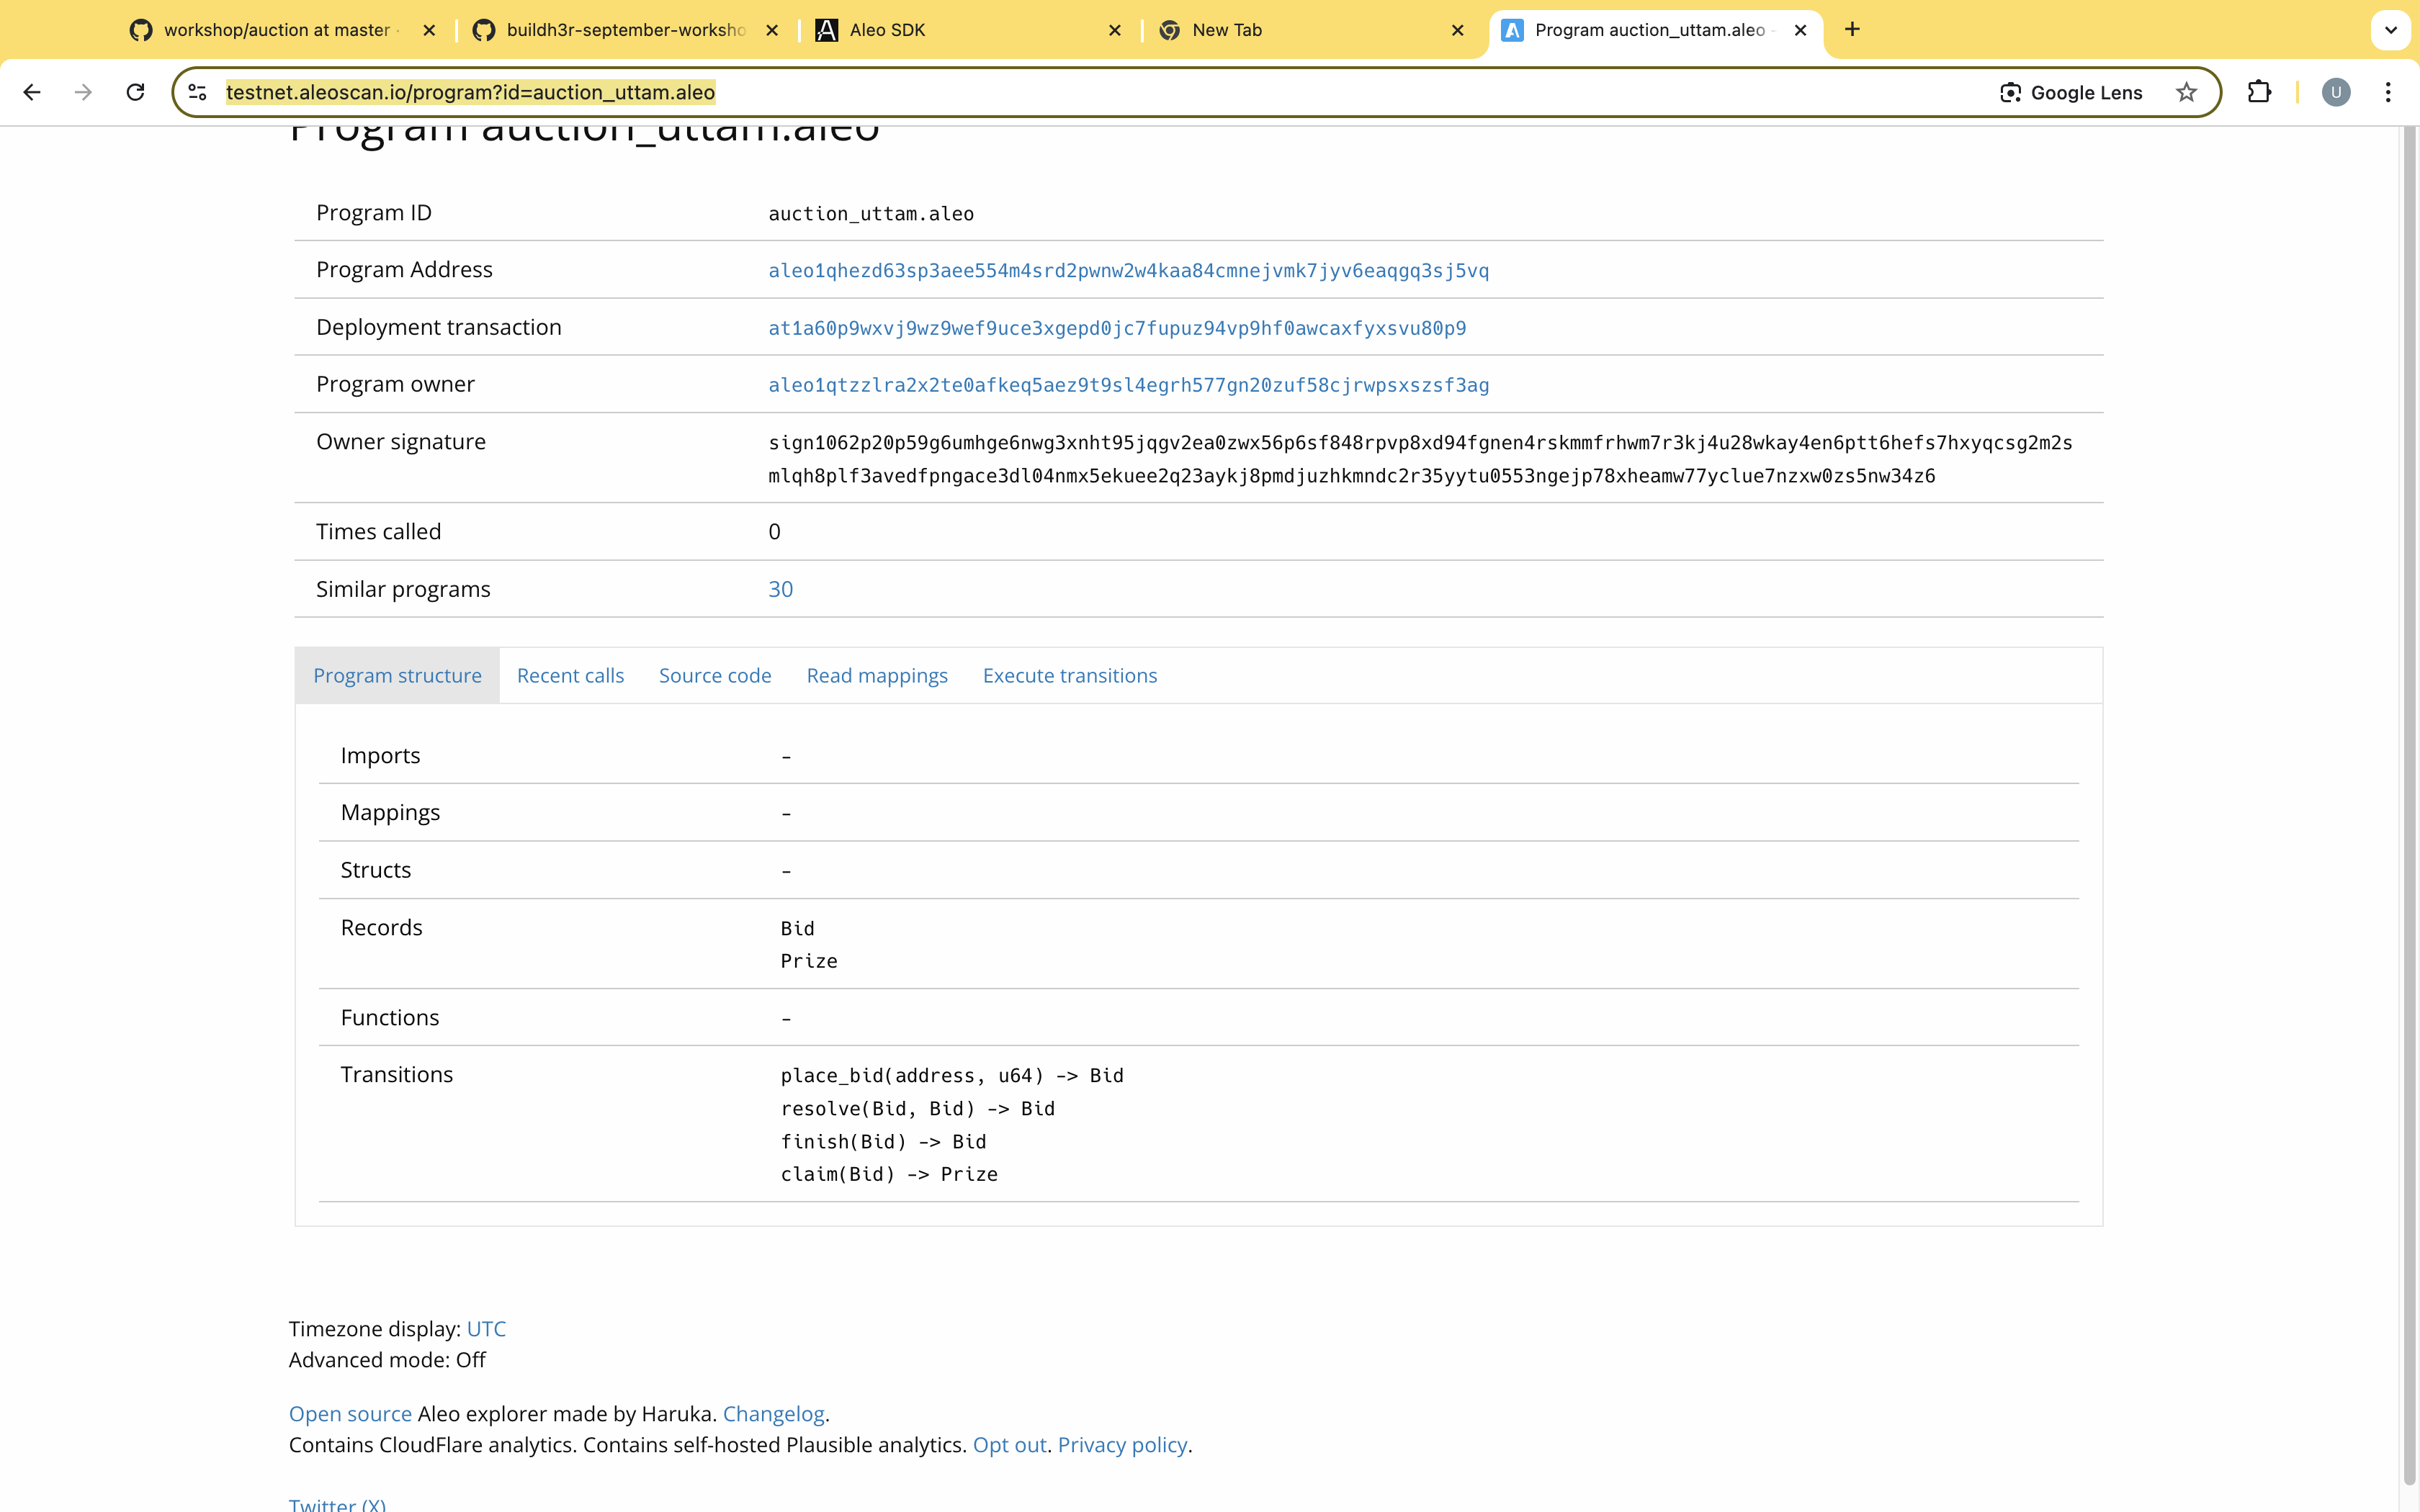 workshop/auction at master ·
buildh3r-september-worksho
Aleo SDK
New Tab
Program auction_uttam.aleo -
testnet.aleoscan.io/program?id=auction_uttam.aleo
Google Lens
U
Program auction_uttam.aleo
Program ID auction_uttam.aleo
Program Address aleo1qhezd63sp3aee554m4srd2pwnw2w4kaa84cmnejvmk7jyv6eaqgq3sj5vq
Deployment transaction at1a60p9wxvj9wz9wef9uce3xgepd0jc7fupuz94vp9hf0awcaxfyxsvu80p9
Program owner aleo1qtzzlra2x2te0afkeq5aez9t9sl4egrh577gn20zuf58cjrwpsxszsf3ag
Owner signature sign1062p20p59g6umhge6nwg3xnht95jqgv2ea0zwx56p6sf848rpvp8xd94fgnen4rskmmfrhwm7r3kj4u28wkay4en6ptt6hefs7hxyqcsg2m2s
mlqh8plf3avedfpngace3dl04nmx5ekuee2q23aykj8pmdjuzhkmndc2r35yytu0553ngejp78xheamw77yclue7nzxw0zs5nw34z6
Times called 0
Similar programs 30
Program structure Recent calls Source code Read mappings Execute transitions
Imports -
Mappings -
Structs -
Records Bid
Prize
Functions -
Transitions place_bid(address, u64) -> Bid
resolve(Bid, Bid) -> Bid
finish(Bid) -> Bid
claim(Bid) -> Prize
Timezone display: UTC
Advanced mode: Off
Open source Aleo explorer made by Haruka. Changelog.
Contains CloudFlare analytics. Contains self-hosted Plausible analytics. Opt out. Privacy policy.
Twitter (X)